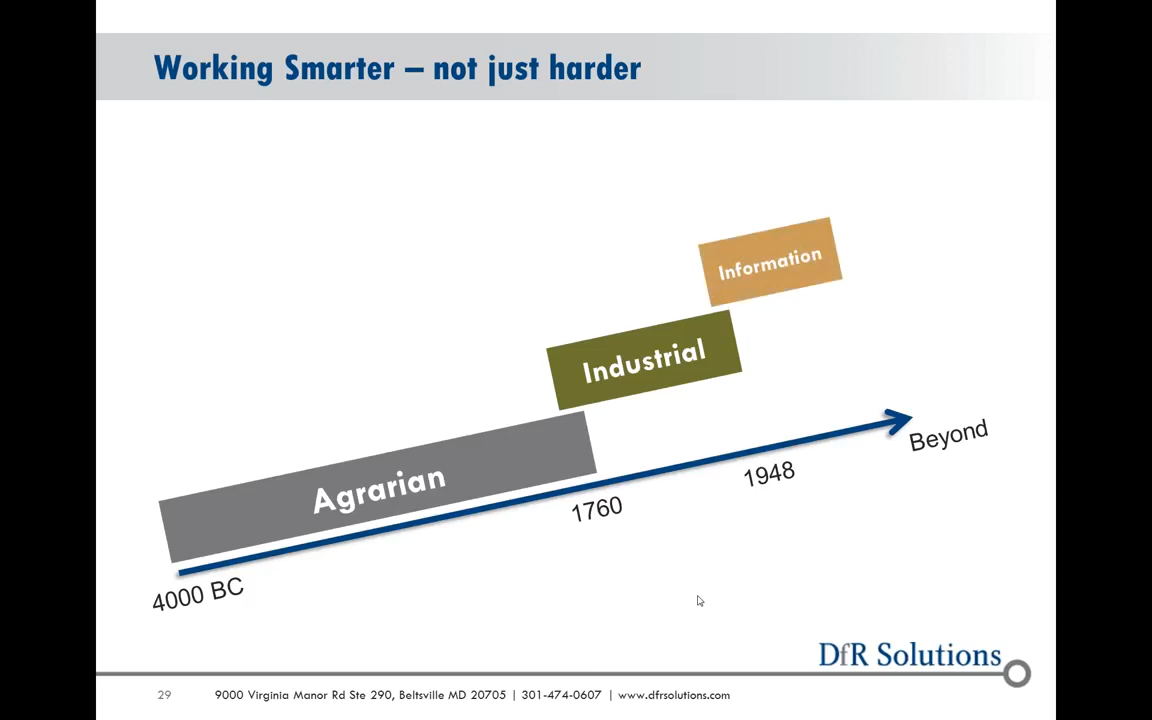 Working Smarter – not just harder
Information
Industrial
Agrarian
Beyond
1948
1760
4000 BC
DfR Solutions
29
9000 Virginia Manor Rd Ste 290, Beltsville MD 20705 | 301-474-0607 | www.dfrsolutions.com